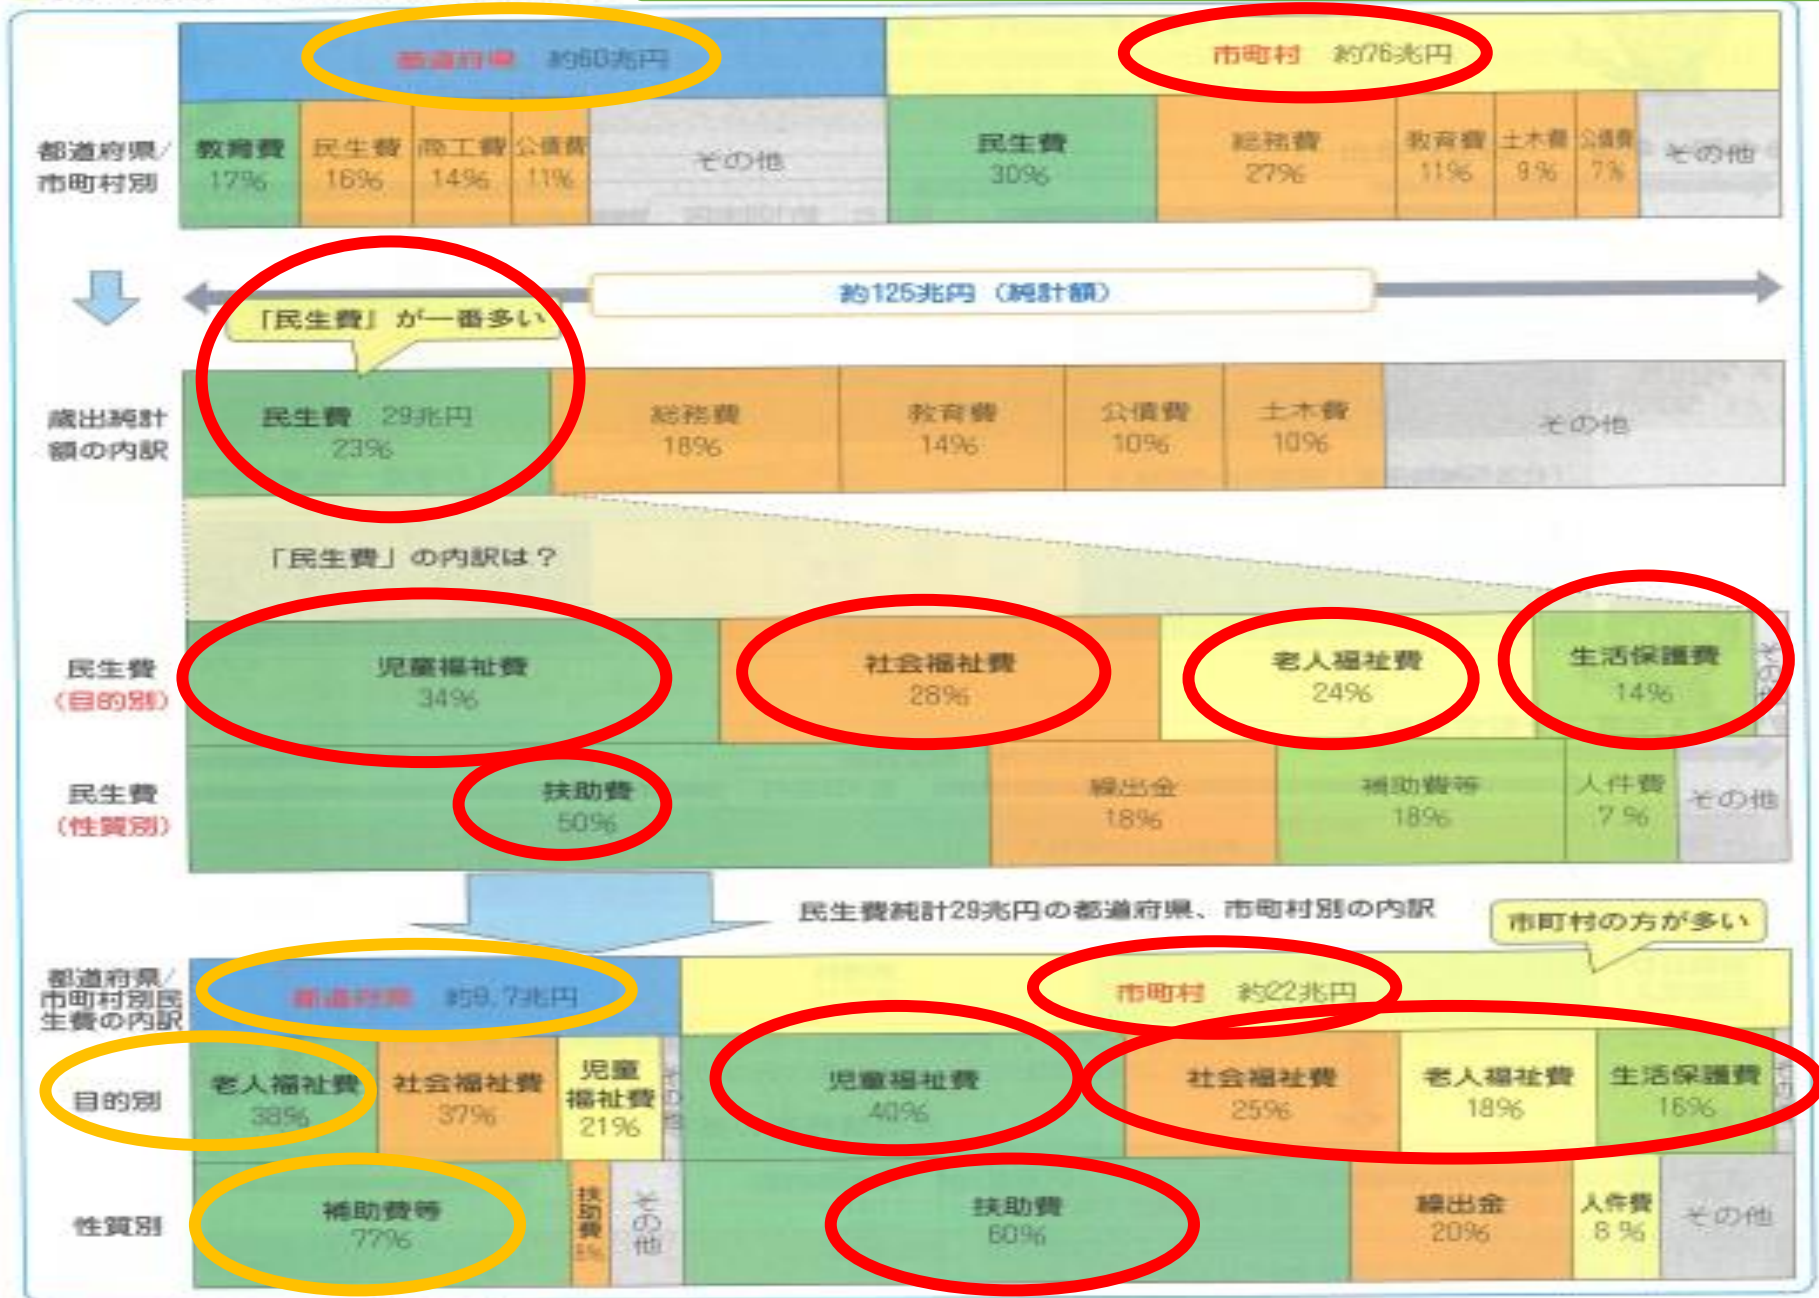 都道府県 約60兆円
市町村 約76兆円
都道府県/
市町村別
教育費
17%
民生費
16%
商工費
14%
公債費
11%
その他
民生費
30%
総務費
27%
教育費
11%
土木費
9%
公債費
7%
その他
約125兆円（純計額）
「民生費」が一番多い
歳出純計
額の内訳
民生費 29兆円
23%
総務費
18%
教育費
14%
公債費
10%
土木費
10%
その他
「民生費」の内訳は？
民生費
（目的別）
児童福祉費
34%
社会福祉費
28%
老人福祉費
24%
生活保護費
14%
民生費
（性質別）
扶助費
50%
繰出金
18%
補助費等
18%
人件費
7%
その他
民生費純計29兆円の都道府県、市町村別の内訳
市町村の方が多い
都道府県/
市町村別民
生費の内訳
都道府県 約9.7兆円
市町村 約22兆円
目的別
老人福祉費
38%
社会福祉費
37%
児童
福祉費
21%
その他
児童福祉費
40%
社会福祉費
25%
老人福祉費
18%
生活保護費
16%
性質別
補助費等
77%
扶助費
その他
扶助費
60%
繰出金
20%
人件費
8%
その他